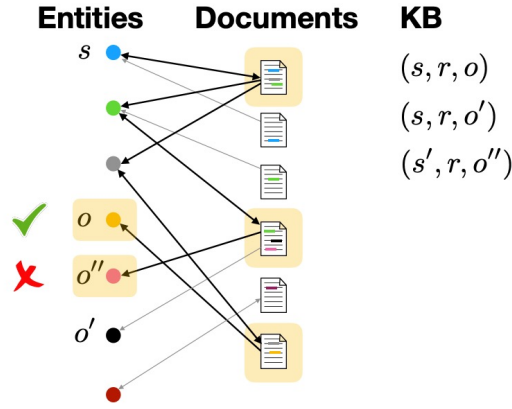 Entities Documents KB
s
(s, r, o)
(s, r, o′)
(s′, r, o′′)
o
o′′
o′